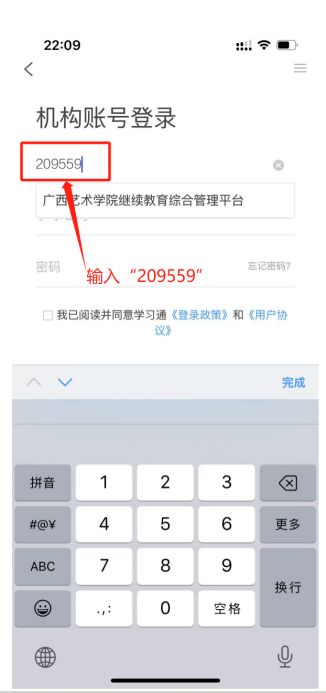 22:09
机构账号登录
209559
广西艺术学院继续教育综合管理平台
密码
忘记密码?
输入“209559”
我已阅读并同意学习通《登录政策》和《用户协
议》
完成
拼音 1 2 3
#@¥ 4 5 6 更多
ABC 7 8 9 换行
.,: 0 空格